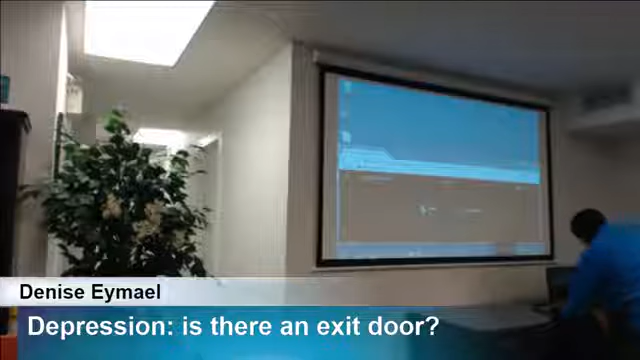 Denise Eymael
Depression: is there an exit door?